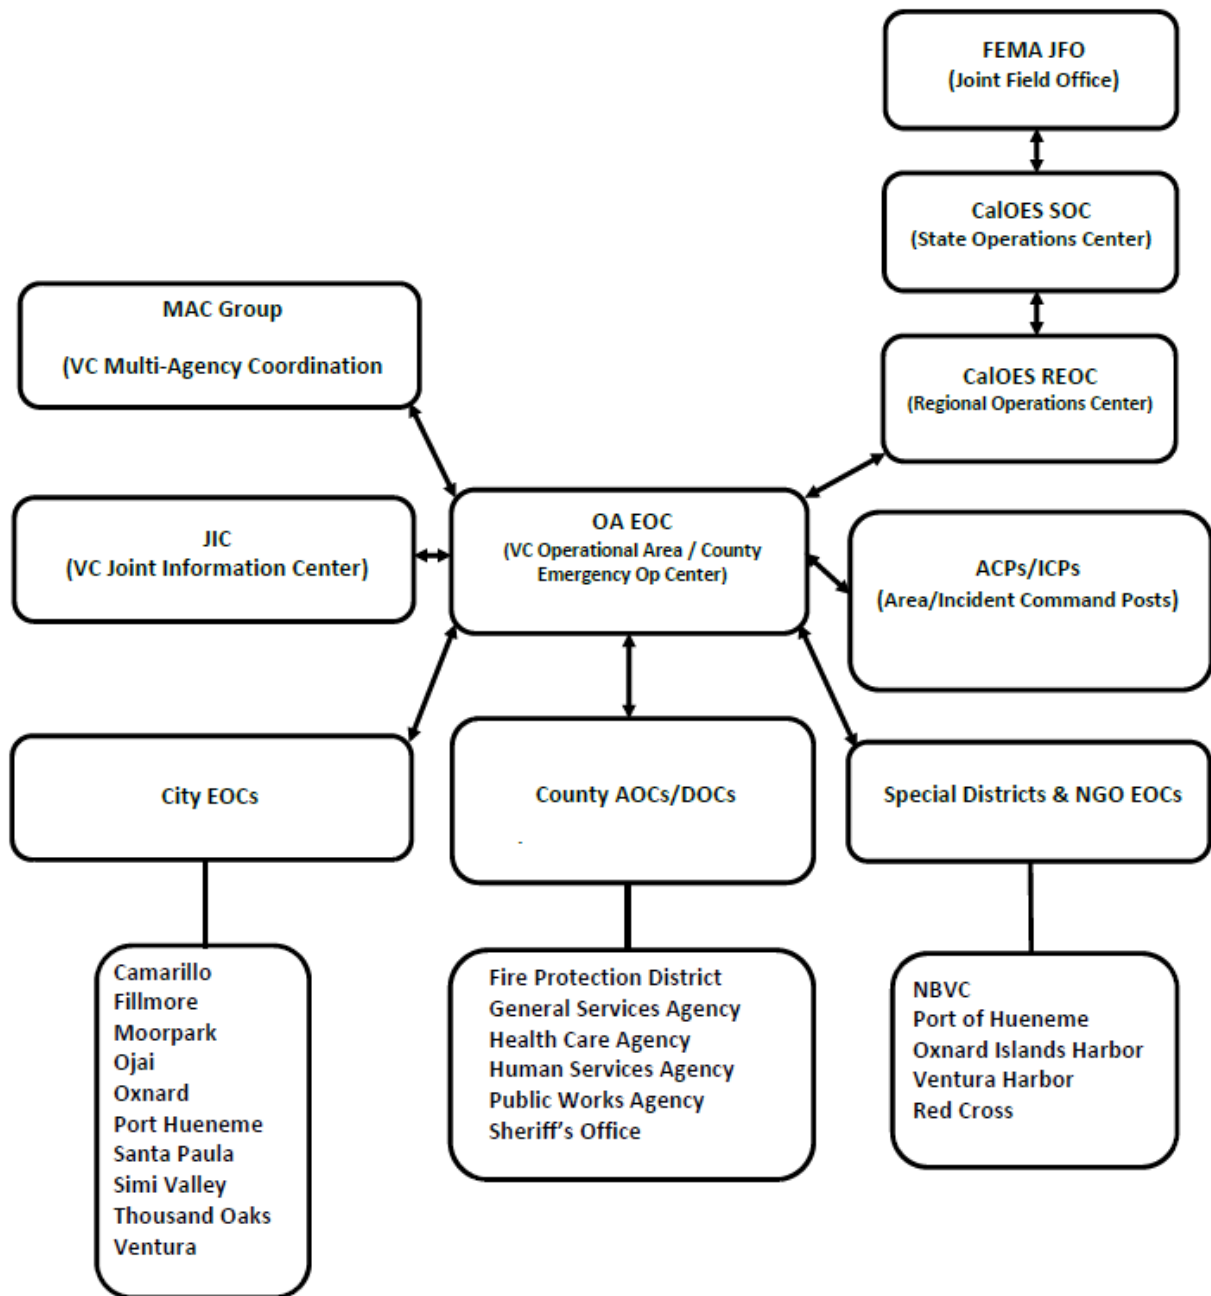 FEMA JFO
(Joint Field Office)
CalOES SOC
(State Operations Center)
MAC Group
(VC Multi-Agency Coordination
CalOES REOC
(Regional Operations Center)
JIC
(VC Joint Information Center)
OA EOC
(VC Operational Area / County
Emergency Op Center)
ACPs/ICPs
(Area/Incident Command Posts)
City EOCs
County AOCs/DOCs
Special Districts & NGO EOCs
Camarillo
Fillmore
Moorpark
Ojai
Oxnard
Port Hueneme
Santa Paula
Simi Valley
Thousand Oaks
Ventura
Fire Protection District
General Services Agency
Health Care Agency
Human Services Agency
Public Works Agency
Sheriff’s Office
NBVC
Port of Hueneme
Oxnard Islands Harbor
Ventura Harbor
Red Cross